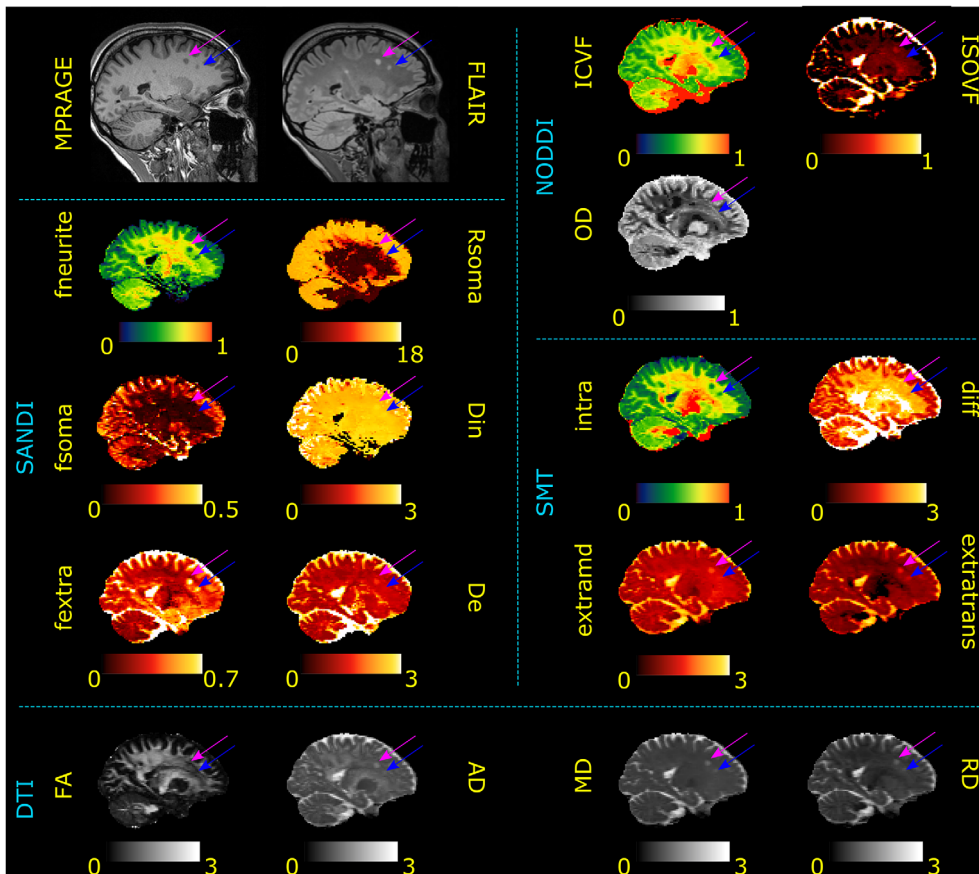 MPRAGE
FLAIR
NODDI
ICVF
0 1
ISOVF
0 1
OD
0 1
SANDI
fneurite
0 1
Rsoma
0 18
fsoma
0 0.5
Din
0 3
fextra
0 0.7
De
0 3
SMT
intra
0 1
diff
0 3
extramd
0 3
extratrans
DTI
FA
0 3
AD
0 3
MD
0 3
RD
0 3